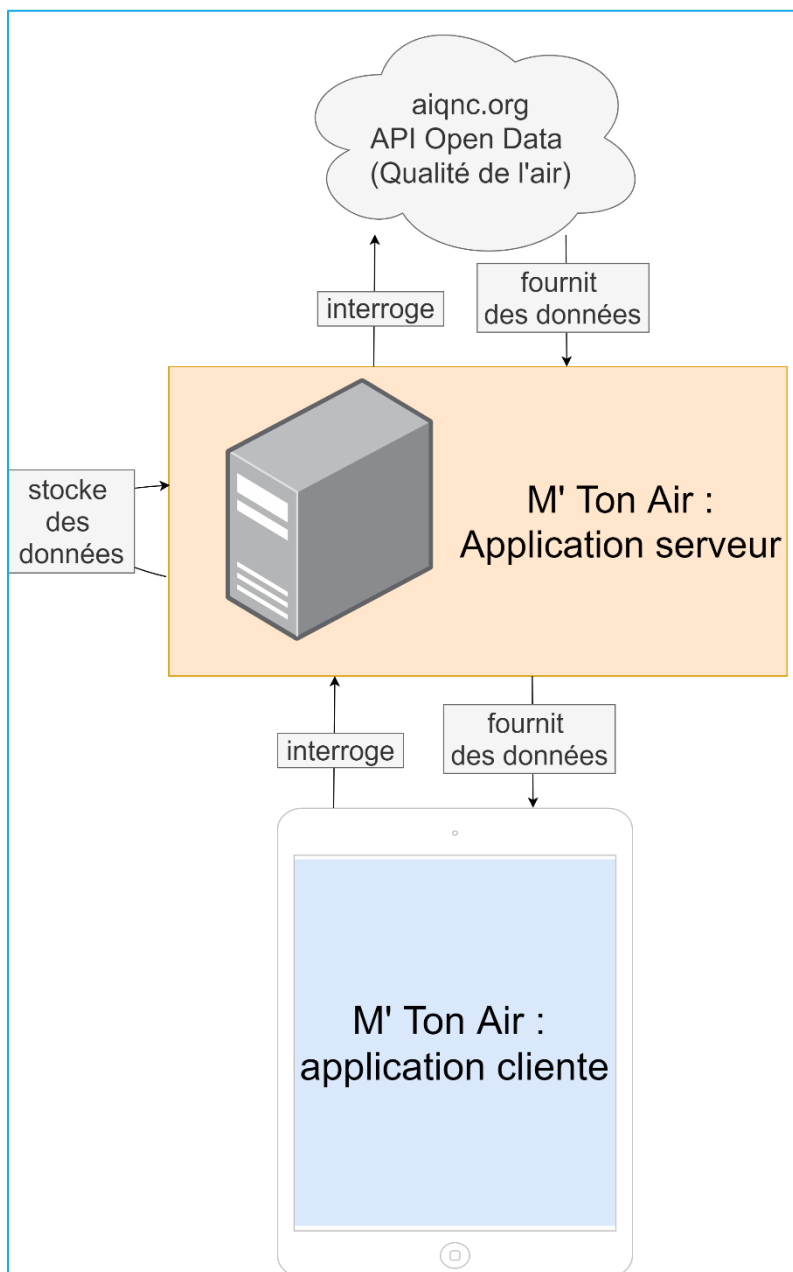 aiqnc.org
API Open Data
(Qualité de l'air)
interroge
fournit
des données
stocke
des
données
M' Ton Air :
Application serveur
interroge
fournit
des données
M' Ton Air :
application cliente